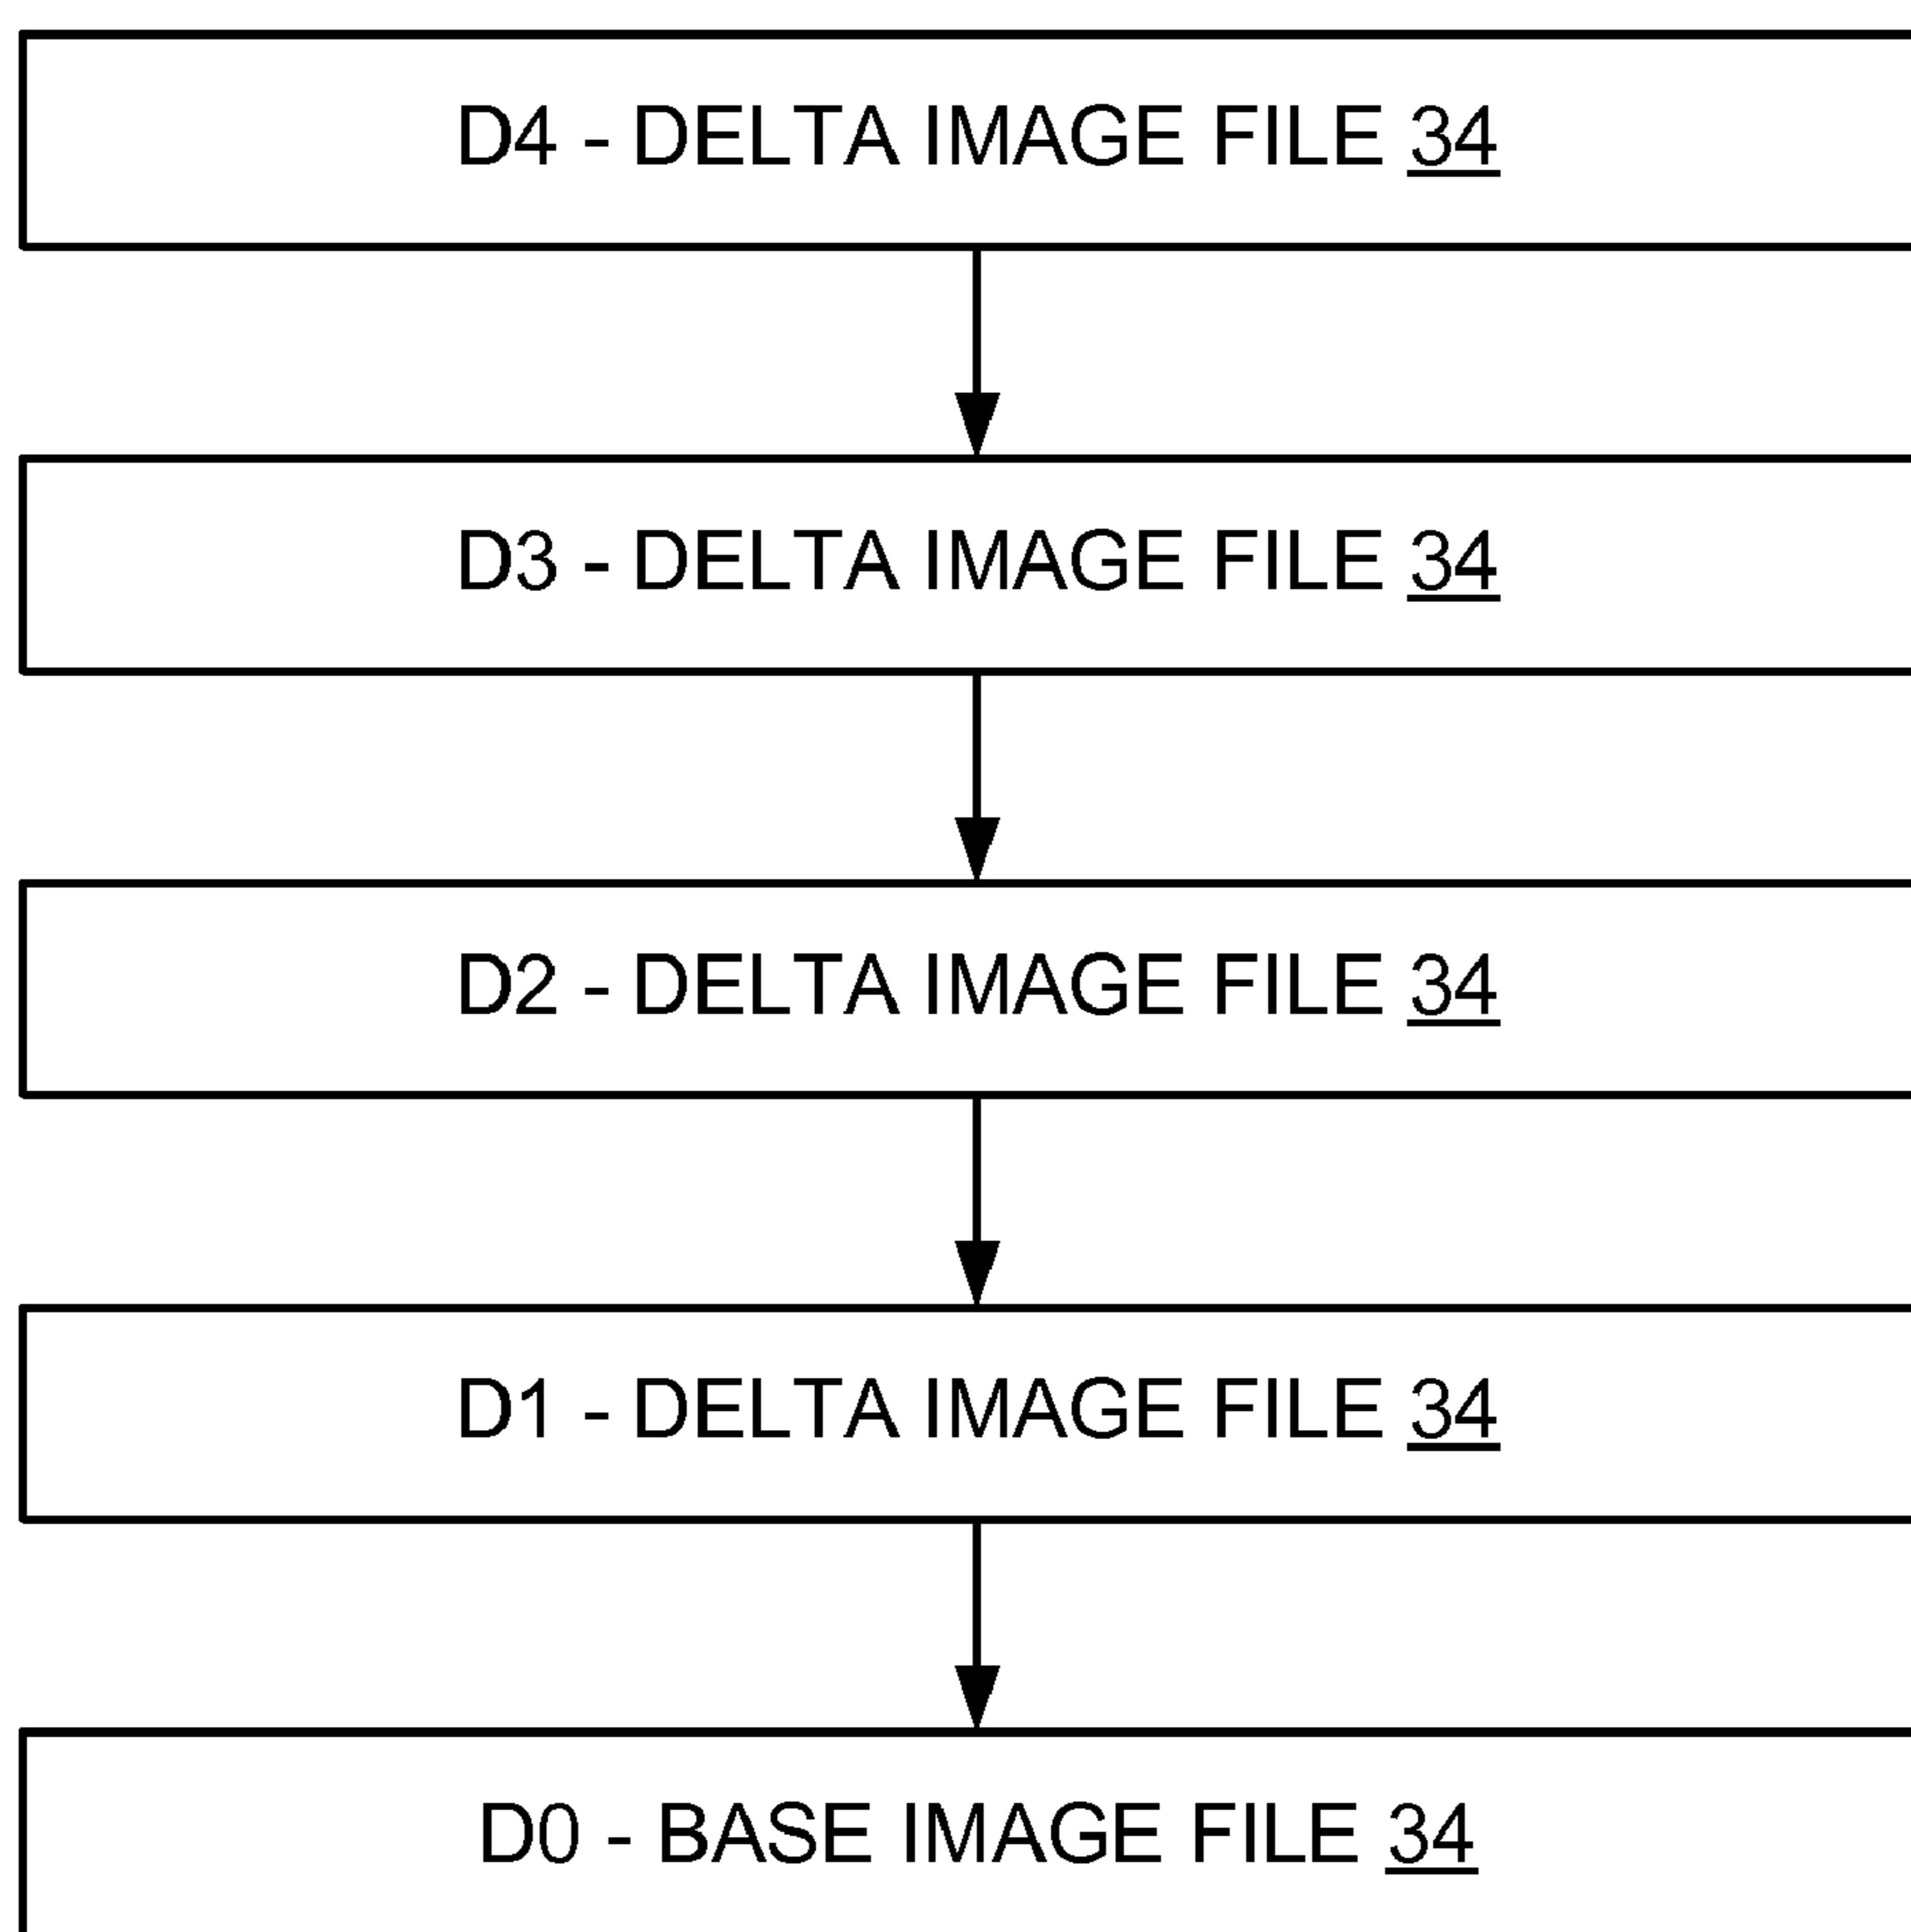 D4 - DELTA IMAGE FILE 34
D3 - DELTA IMAGE FILE 34
D2 - DELTA IMAGE FILE 34
D1 - DELTA IMAGE FILE 34
D0 - BASE IMAGE FILE 34